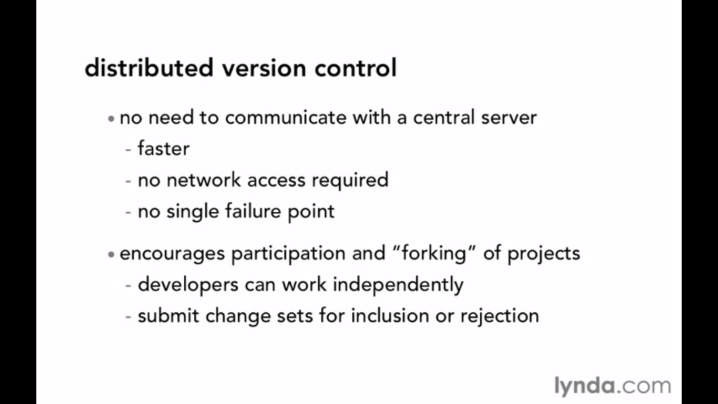 distributed version control
• no need to communicate with a central server
- faster
- no network access required
- no single failure point
• encourages participation and “forking” of projects
- developers can work independently
- submit change sets for inclusion or rejection
lynda.com